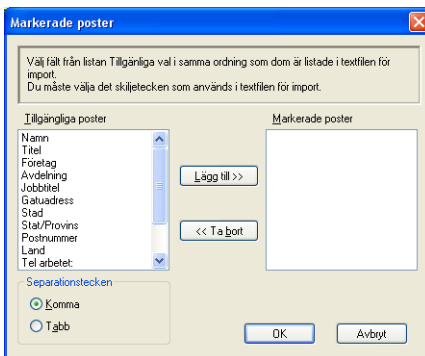 Markerade poster
Välj fält från listan Tillgänliga val i samma ordning som dom är listade i textfilen för
import.
Du måste välja det skiljetecken som används i textfilen för import.
Tillgängliga poster
Markerade poster
Namn
Titel
Företag
Avdelning
Jobbtitel
Gatuadress
Stad
Stat/Provins
Postnummer
Land
Tel arbetet:
Lägg till >>
<< Ta bort
Separationstecken
Komma
Tabb
OK
Avbryt